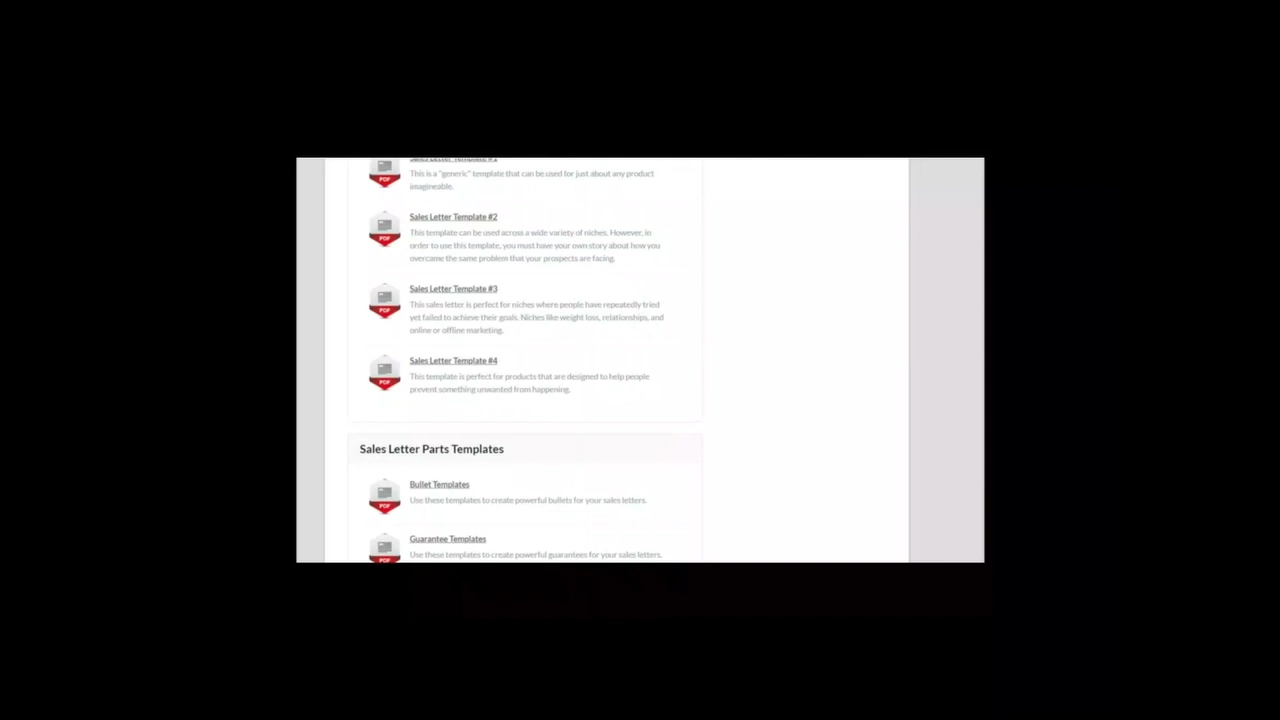 Sales Letter Template #1
PDF
This is a "generic" template that can be used for just about any product
imagineable.
Sales Letter Template #2
PDF
This template can be used across a wide variety of niches. However, in
order to use this template, you must have your own story about how you
overcame the same problem that your prospects are facing.
Sales Letter Template #3
PDF
This sales letter is perfect for niches where people have repeatedly tried
yet failed to achieve their goals. Niches like weight loss, relationships, and
online or offline marketing.
Sales Letter Template #4
PDF
This template is perfect for products that are designed to help people
prevent something unwanted from happening.
Sales Letter Parts Templates
Bullet Templates
PDF
Use these templates to create powerful bullets for your sales letters.
Guarantee Templates
PDF
Use these templates to create powerful guarantees for your sales letters.